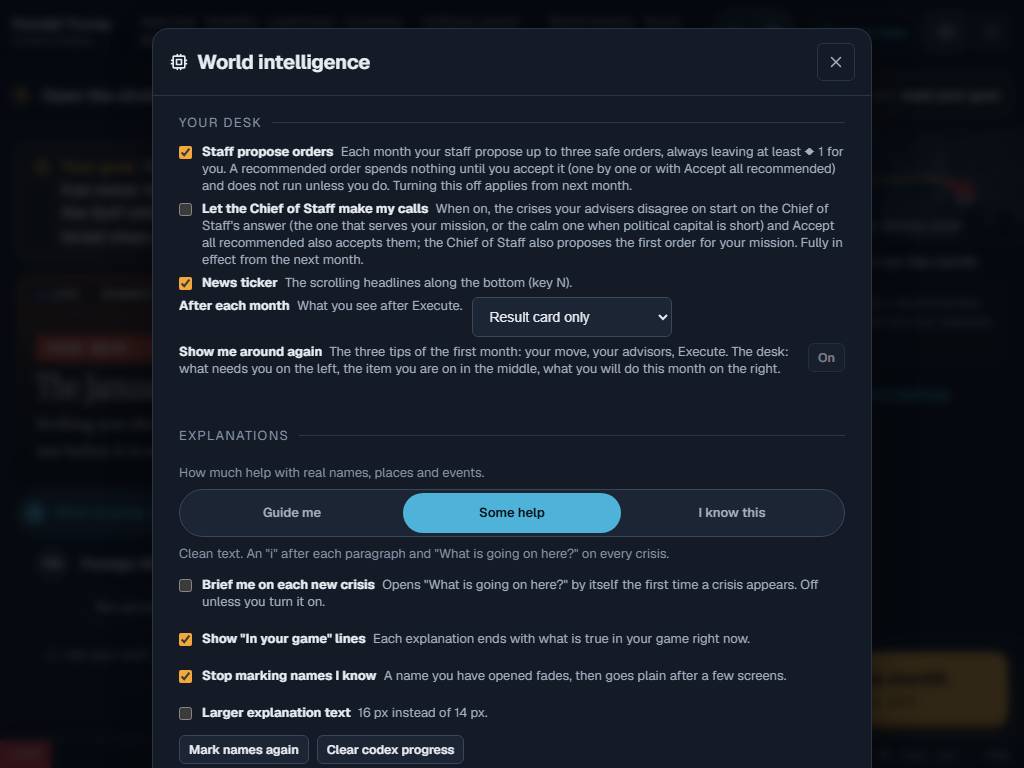 World intelligence
YOUR DESK
Staff propose orders Each month your staff propose up to three safe orders, always leaving at least ◆ 1 for
you. A recommended order spends nothing until you accept it (one by one or with Accept all recommended)
and does not run unless you do. Turning this off applies from next month.
Let the Chief of Staff make my calls When on, the crises your advisers disagree on start on the Chief of
Staff's answer (the one that serves your mission, or the calm one when political capital is short) and Accept
all recommended also accepts them; the Chief of Staff also proposes the first order for your mission. Fully in
effect from the next month.
News ticker The scrolling headlines along the bottom (key N).
After each month What you see after Execute. Result card only
Show me around again The three tips of the first month: your move, your advisors, Execute. The desk:
what needs you on the left, the item you are on in the middle, what you will do this month on the right.
On
EXPLANATIONS
How much help with real names, places and events.
Guide me Some help I know this
Clean text. An "i" after each paragraph and "What is going on here?" on every crisis.
Brief me on each new crisis Opens "What is going on here?" by itself the first time a crisis appears. Off
unless you turn it on.
Show "In your game" lines Each explanation ends with what is true in your game right now.
Stop marking names I know A name you have opened fades, then goes plain after a few screens.
Larger explanation text 16 px instead of 14 px.
Mark names again Clear codex progress